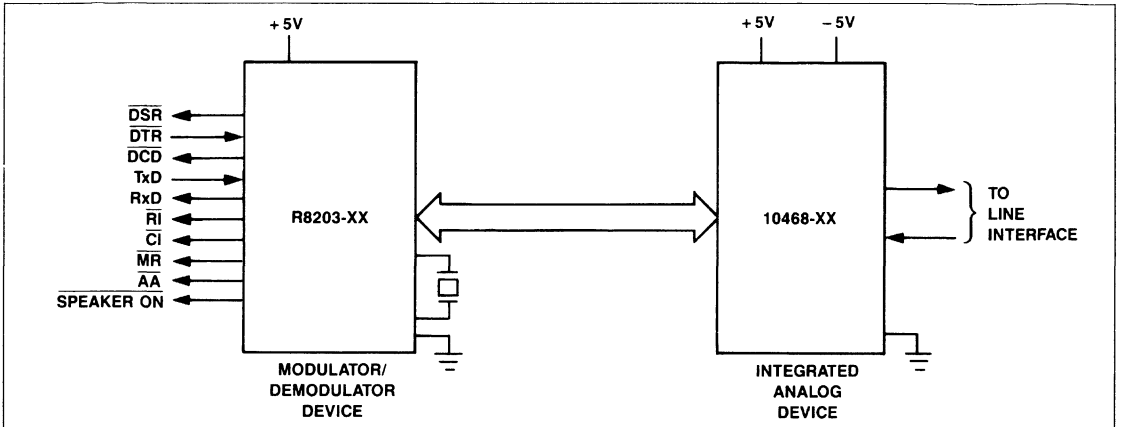 +5V
+5V
–5V
DSR
DTR
DCD
TxD
RxD
RI
CI
MR
AA
SPEAKER ON
R8203-XX
10468-XX
TO
LINE
INTERFACE
MODULATOR/
DEMODULATOR
DEVICE
INTEGRATED
ANALOG
DEVICE